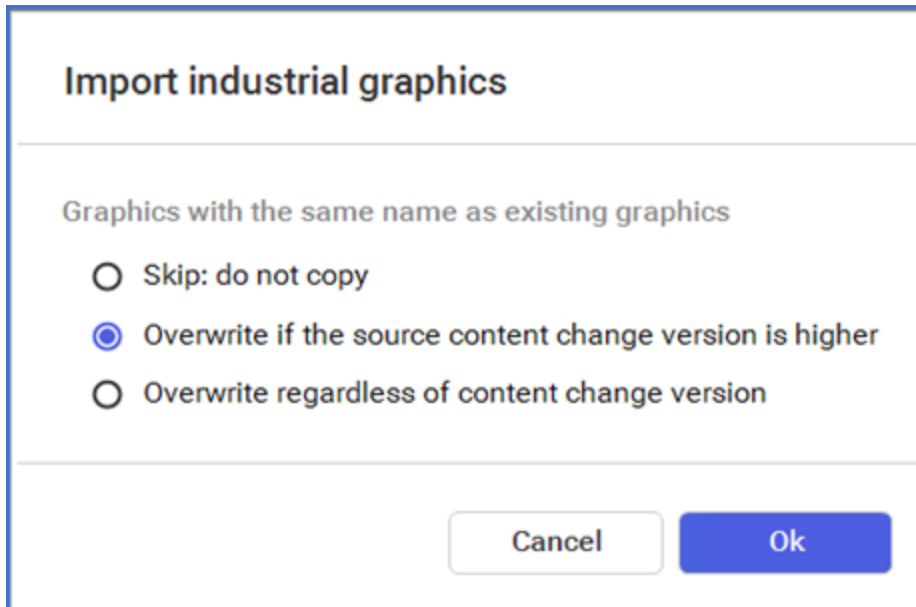 Import industrial graphics
Graphics with the same name as existing graphics
Skip: do not copy
Overwrite if the source content change version is higher
Overwrite regardless of content change version
Cancel
Ok